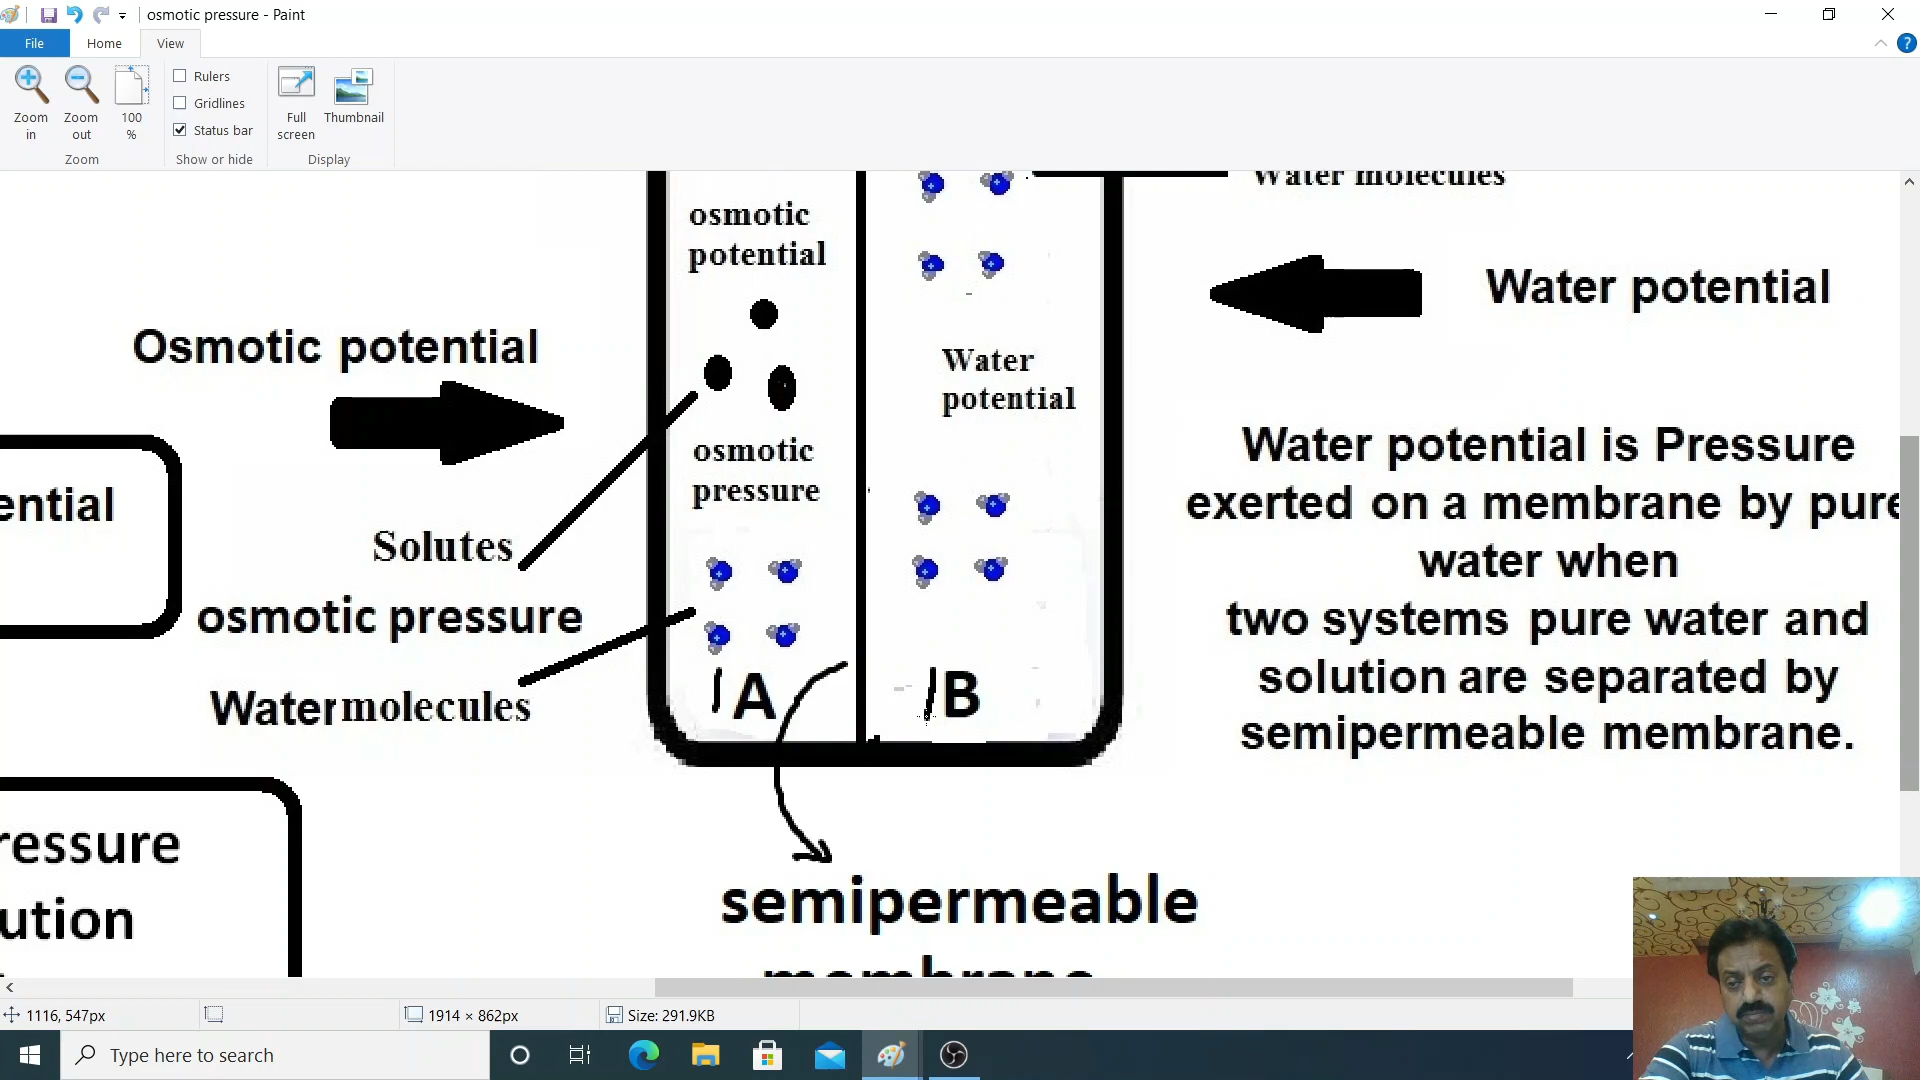 osmotic pressure - Paint
File
Home
View
Zoom in
Zoom out
100 %
Rulers
Gridlines
Status bar
Full screen
Thumbnail
Zoom
Show or hide
Display
Water molecules
osmotic
potential
Water potential
Osmotic potential
Water
potential
osmotic
pressure
Water potential is Pressure
exerted on a membrane by pure
water when
two systems pure water and
solution are separated by
semipermeable membrane.
ential
Solutes
osmotic pressure
Water molecules
A
B
ressure
ution
semipermeable
membrane
1116, 547px
1914 × 862px
Size: 291.9KB
Type here to search